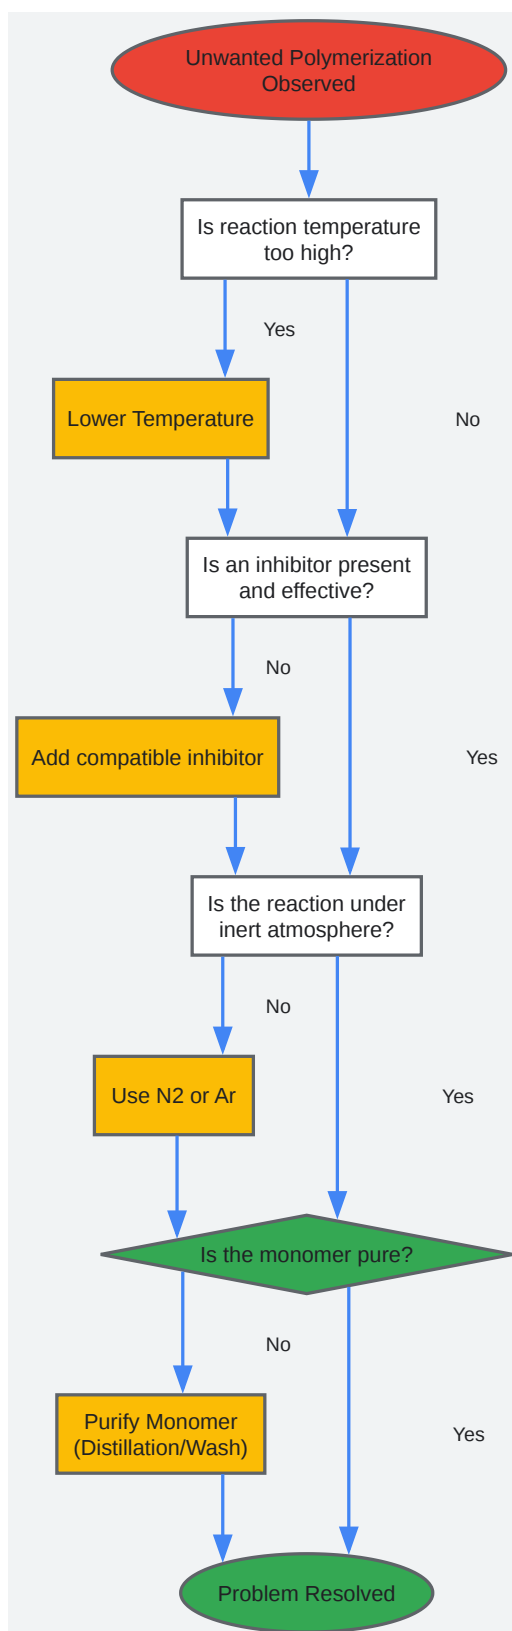 Unwanted Polymerization
Observed
Is reaction temperature
too high?
Yes
Lower Temperature
No
Is an inhibitor present
and effective?
No
Add compatible inhibitor
Yes
Is the reaction under
inert atmosphere?
No
Use N2 or Ar
Yes
Is the monomer pure?
No
Purify Monomer
(Distillation/Wash)
Yes
Problem Resolved